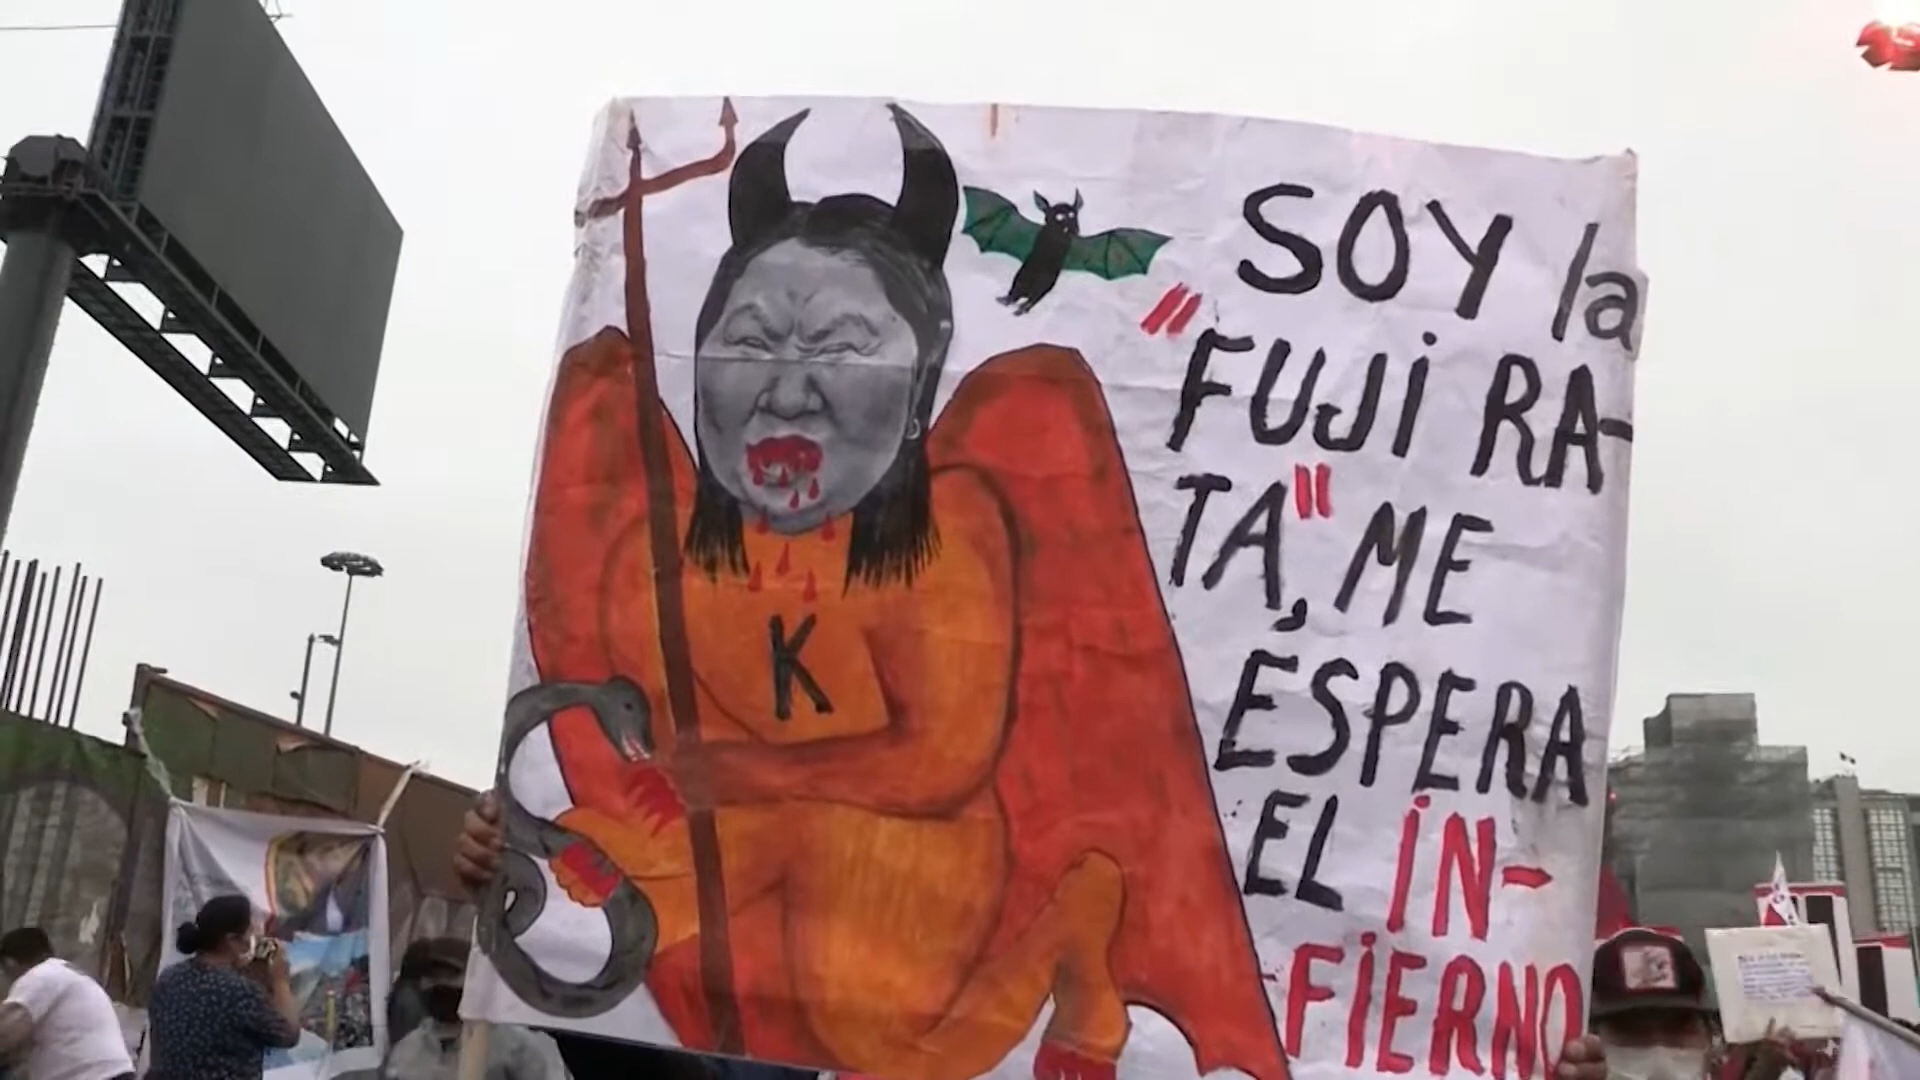 SOY la
"FUJI RA-
TA", ME
ESPERA
EL IN-
FIERNO
K